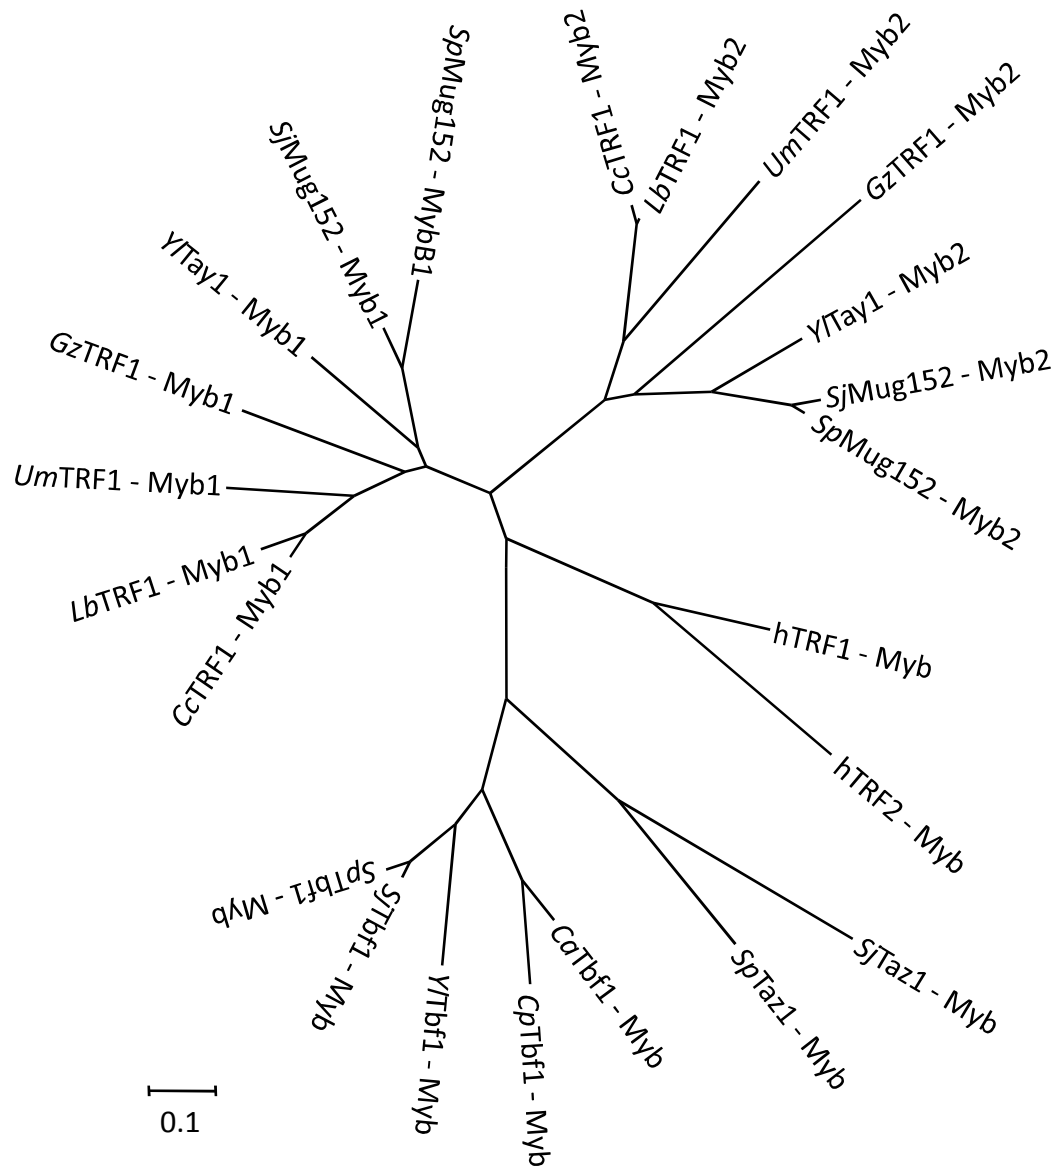 SpMug152 - MybB1
CcTRF1 - Myb2
LbTRF1 - Myb2
UmTRF1 - Myb2
GzTRF1 - Myb2
YlTay1 - Myb2
SjMug152 - Myb2
SpMug152 - Myb2
hTRF1 - Myb
hTRF2 - Myb
SjTaz1 - Myb
SpTaz1 - Myb
CaTbf1 - Myb
CpTbf1 - Myb
YlTbf1 - Myb
SjTbf1 - Myb
SpTbf1 - Myb
CcTRF1 - Myb1
LbTRF1 - Myb1
UmTRF1 - Myb1
GzTRF1 - Myb1
YlTay1 - Myb1
SjMug152 - Myb1
0.1